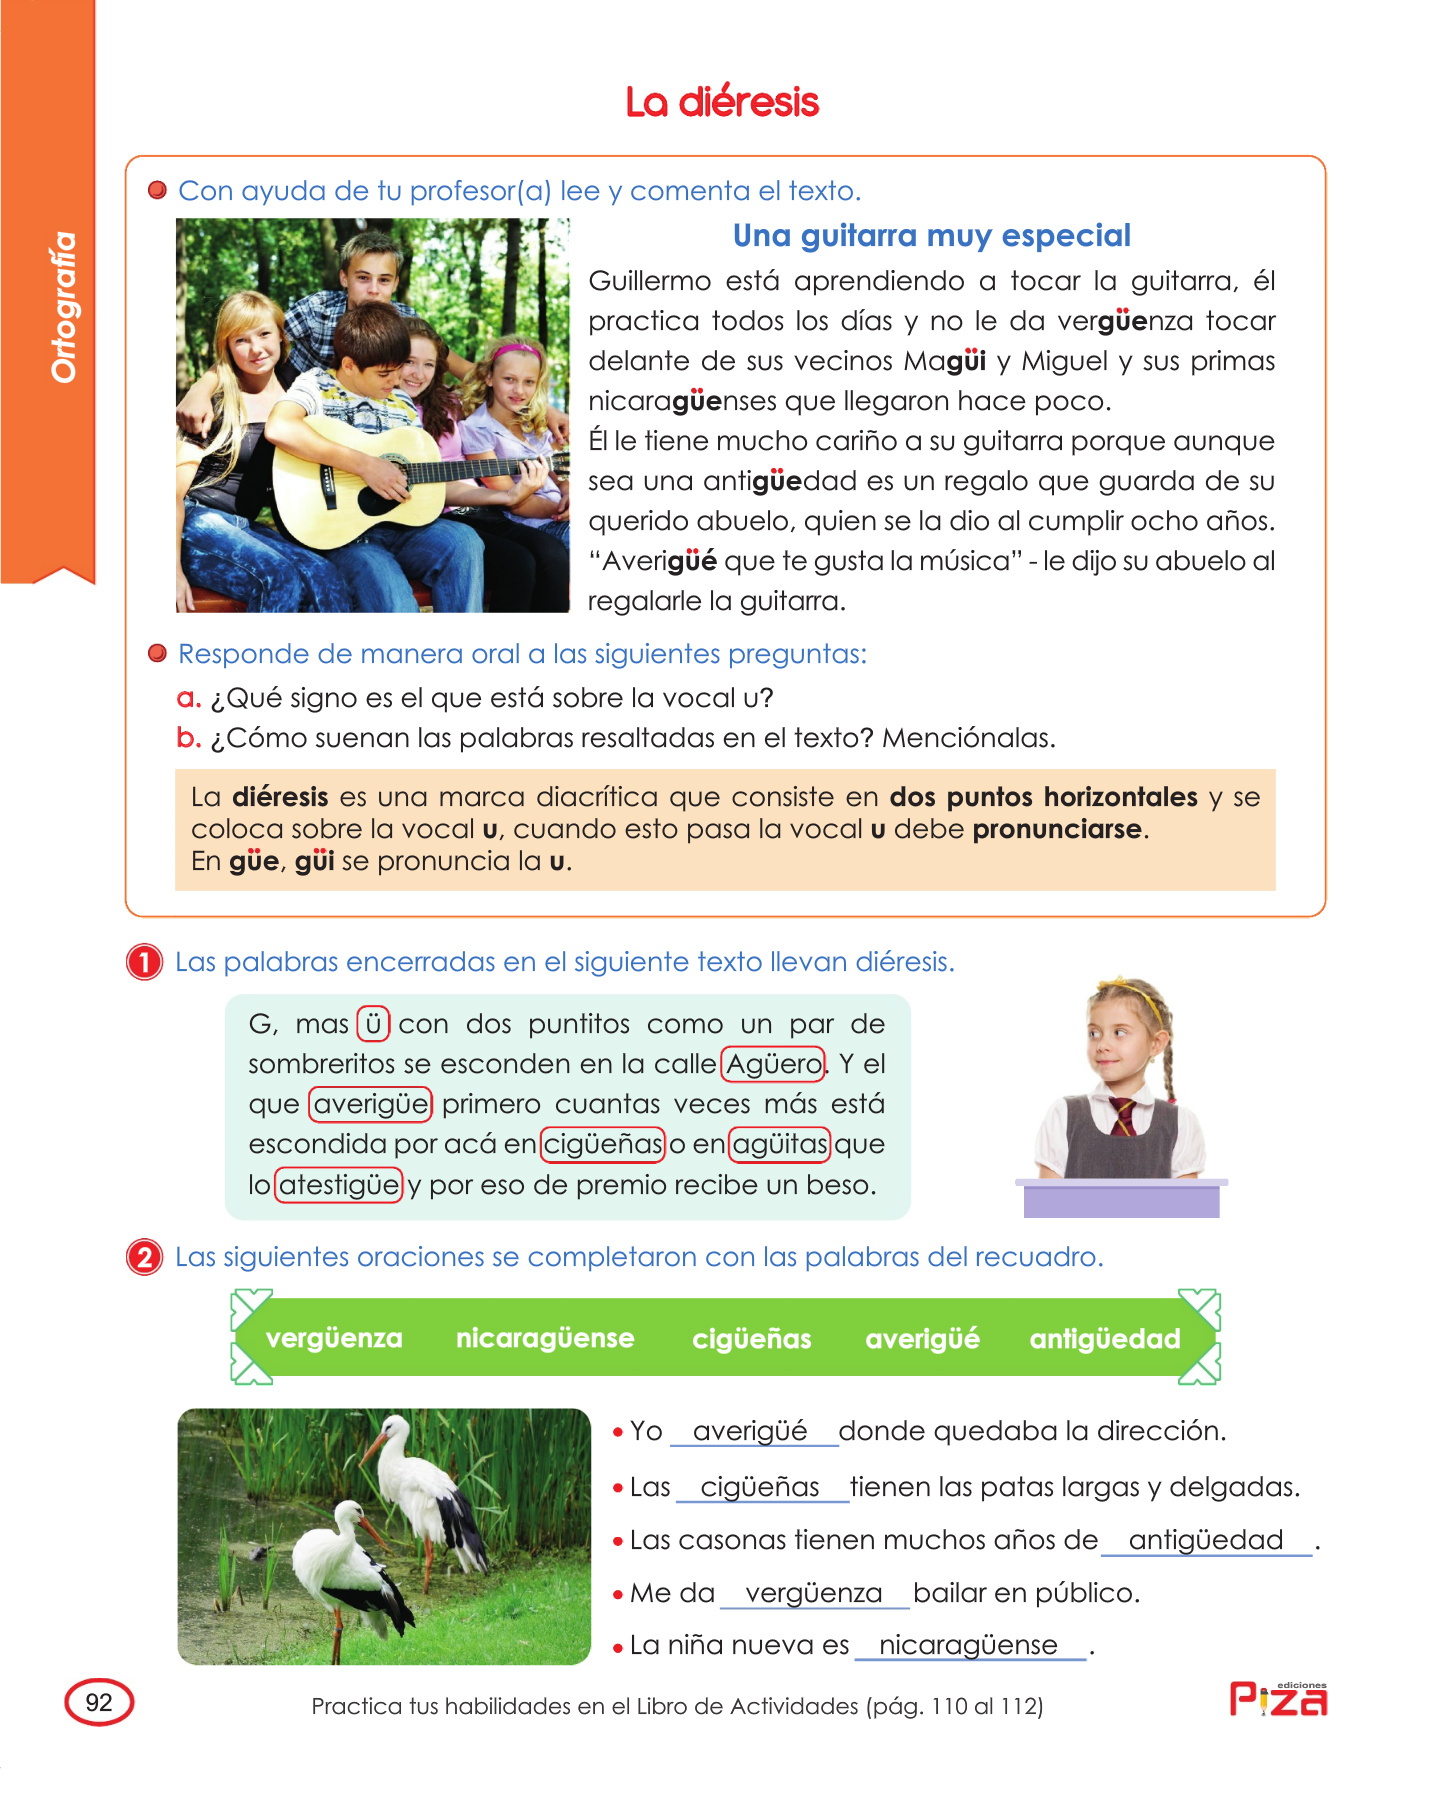 Ortografía
La diéresis
Con ayuda de tu profesor(a) lee y comenta el texto.
Una guitarra muy especial
Guillermo está aprendiendo a tocar la guitarra, él
practica todos los días y no le da vergüenza tocar
delante de sus vecinos Magüi y Miguel y sus primas
nicaragüenses que llegaron hace poco.
Él le tiene mucho cariño a su guitarra porque aunque
sea una antigüedad es un regalo que guarda de su
querido abuelo, quien se la dio al cumplir ocho años.
“Averigüé que te gusta la música” - le dijo su abuelo al
regalarle la guitarra.
Responde de manera oral a las siguientes preguntas:
a. ¿Qué signo es el que está sobre la vocal u?
b. ¿Cómo suenan las palabras resaltadas en el texto? Menciónalas.
La diéresis es una marca diacrítica que consiste en dos puntos horizontales y se
coloca sobre la vocal u, cuando esto pasa la vocal u debe pronunciarse.
En güe, güi se pronuncia la u.
1 Las palabras encerradas en el siguiente texto llevan diéresis.
G, mas ü con dos puntitos como un par de
sombreritos se esconden en la calle Agüero. Y el
que averigüe primero cuantas veces más está
escondida por acá en cigüeñas o en agüitas que
lo atestigüe y por eso de premio recibe un beso.
2 Las siguientes oraciones se completaron con las palabras del recuadro.
vergüenza nicaragüense cigüeñas averigüé antigüedad
• Yo averigüé donde quedaba la dirección.
• Las cigüeñas tienen las patas largas y delgadas.
• Las casonas tienen muchos años de antigüedad.
• Me da vergüenza bailar en público.
• La niña nueva es nicaragüense.
92
Practica tus habilidades en el Libro de Actividades (pág. 110 al 112)
ediciones
Piza